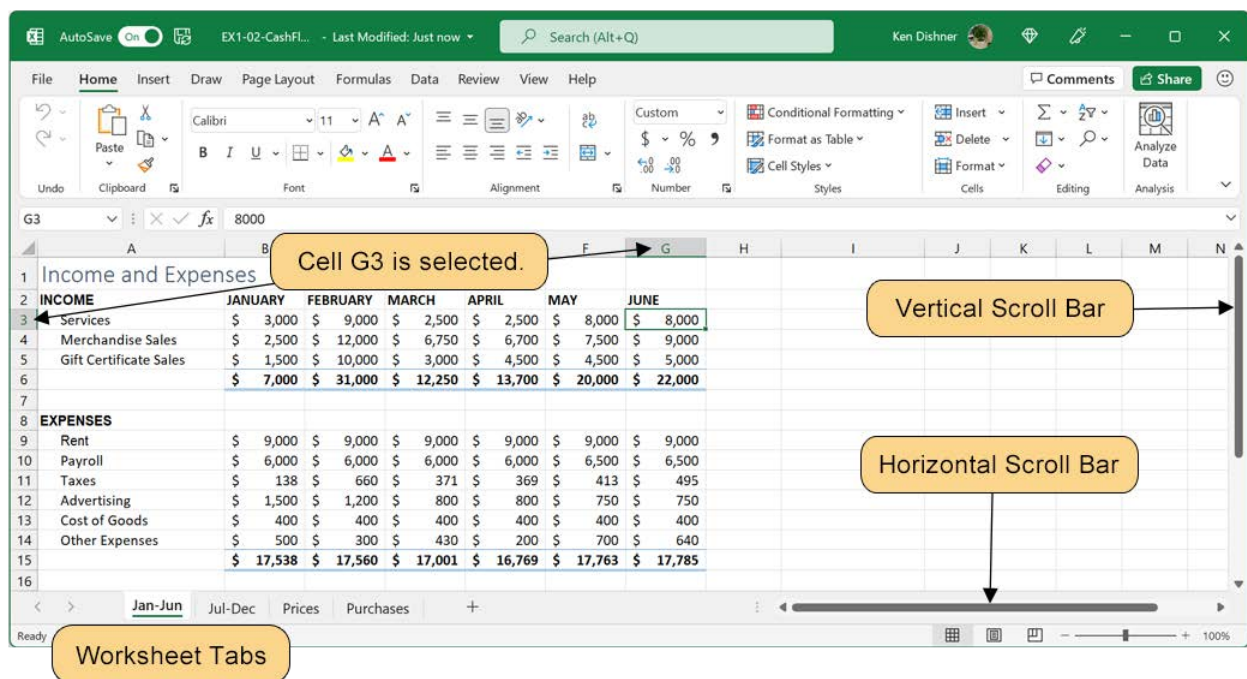 AutoSave On EX1-02-CashFl... - Last Modified: Just now Search (Alt+Q) Ken Dishner
File Home Insert Draw Page Layout Formulas Data Review View Help Comments Share
Calibri 11 A^ Aˇ ab Custom Conditional Formatting Insert Σ
Paste B I U A $ % 9 Format as Table Delete Analyze
Cell Styles Format Data
Undo Clipboard Font Alignment Number Styles Cells Editing Analysis
G3 fx 8000
A B F G H I J K L M N
Cell G3 is selected.
1 Income and Expenses
2 INCOME JANUARY FEBRUARY MARCH APRIL MAY JUNE
Vertical Scroll Bar
3 Services $ 3,000 $ 9,000 $ 2,500 $ 2,500 $ 8,000 $ 8,000
4 Merchandise Sales $ 2,500 $ 12,000 $ 6,750 $ 6,700 $ 7,500 $ 9,000
5 Gift Certificate Sales $ 1,500 $ 10,000 $ 3,000 $ 4,500 $ 4,500 $ 5,000
6 $ 7,000 $ 31,000 $ 12,250 $ 13,700 $ 20,000 $ 22,000
7
8 EXPENSES
9 Rent $ 9,000 $ 9,000 $ 9,000 $ 9,000 $ 9,000 $ 9,000
10 Payroll $ 6,000 $ 6,000 $ 6,000 $ 6,000 $ 6,500 $ 6,500
Horizontal Scroll Bar
11 Taxes $ 138 $ 660 $ 371 $ 369 $ 413 $ 495
12 Advertising $ 1,500 $ 1,200 $ 800 $ 800 $ 750 $ 750
13 Cost of Goods $ 400 $ 400 $ 400 $ 400 $ 400 $ 400
14 Other Expenses $ 500 $ 300 $ 430 $ 200 $ 700 $ 640
15 $ 17,538 $ 17,560 $ 17,001 $ 16,769 $ 17,763 $ 17,785
16
Jan-Jun Jul-Dec Prices Purchases +
Ready - + 100%
Worksheet Tabs